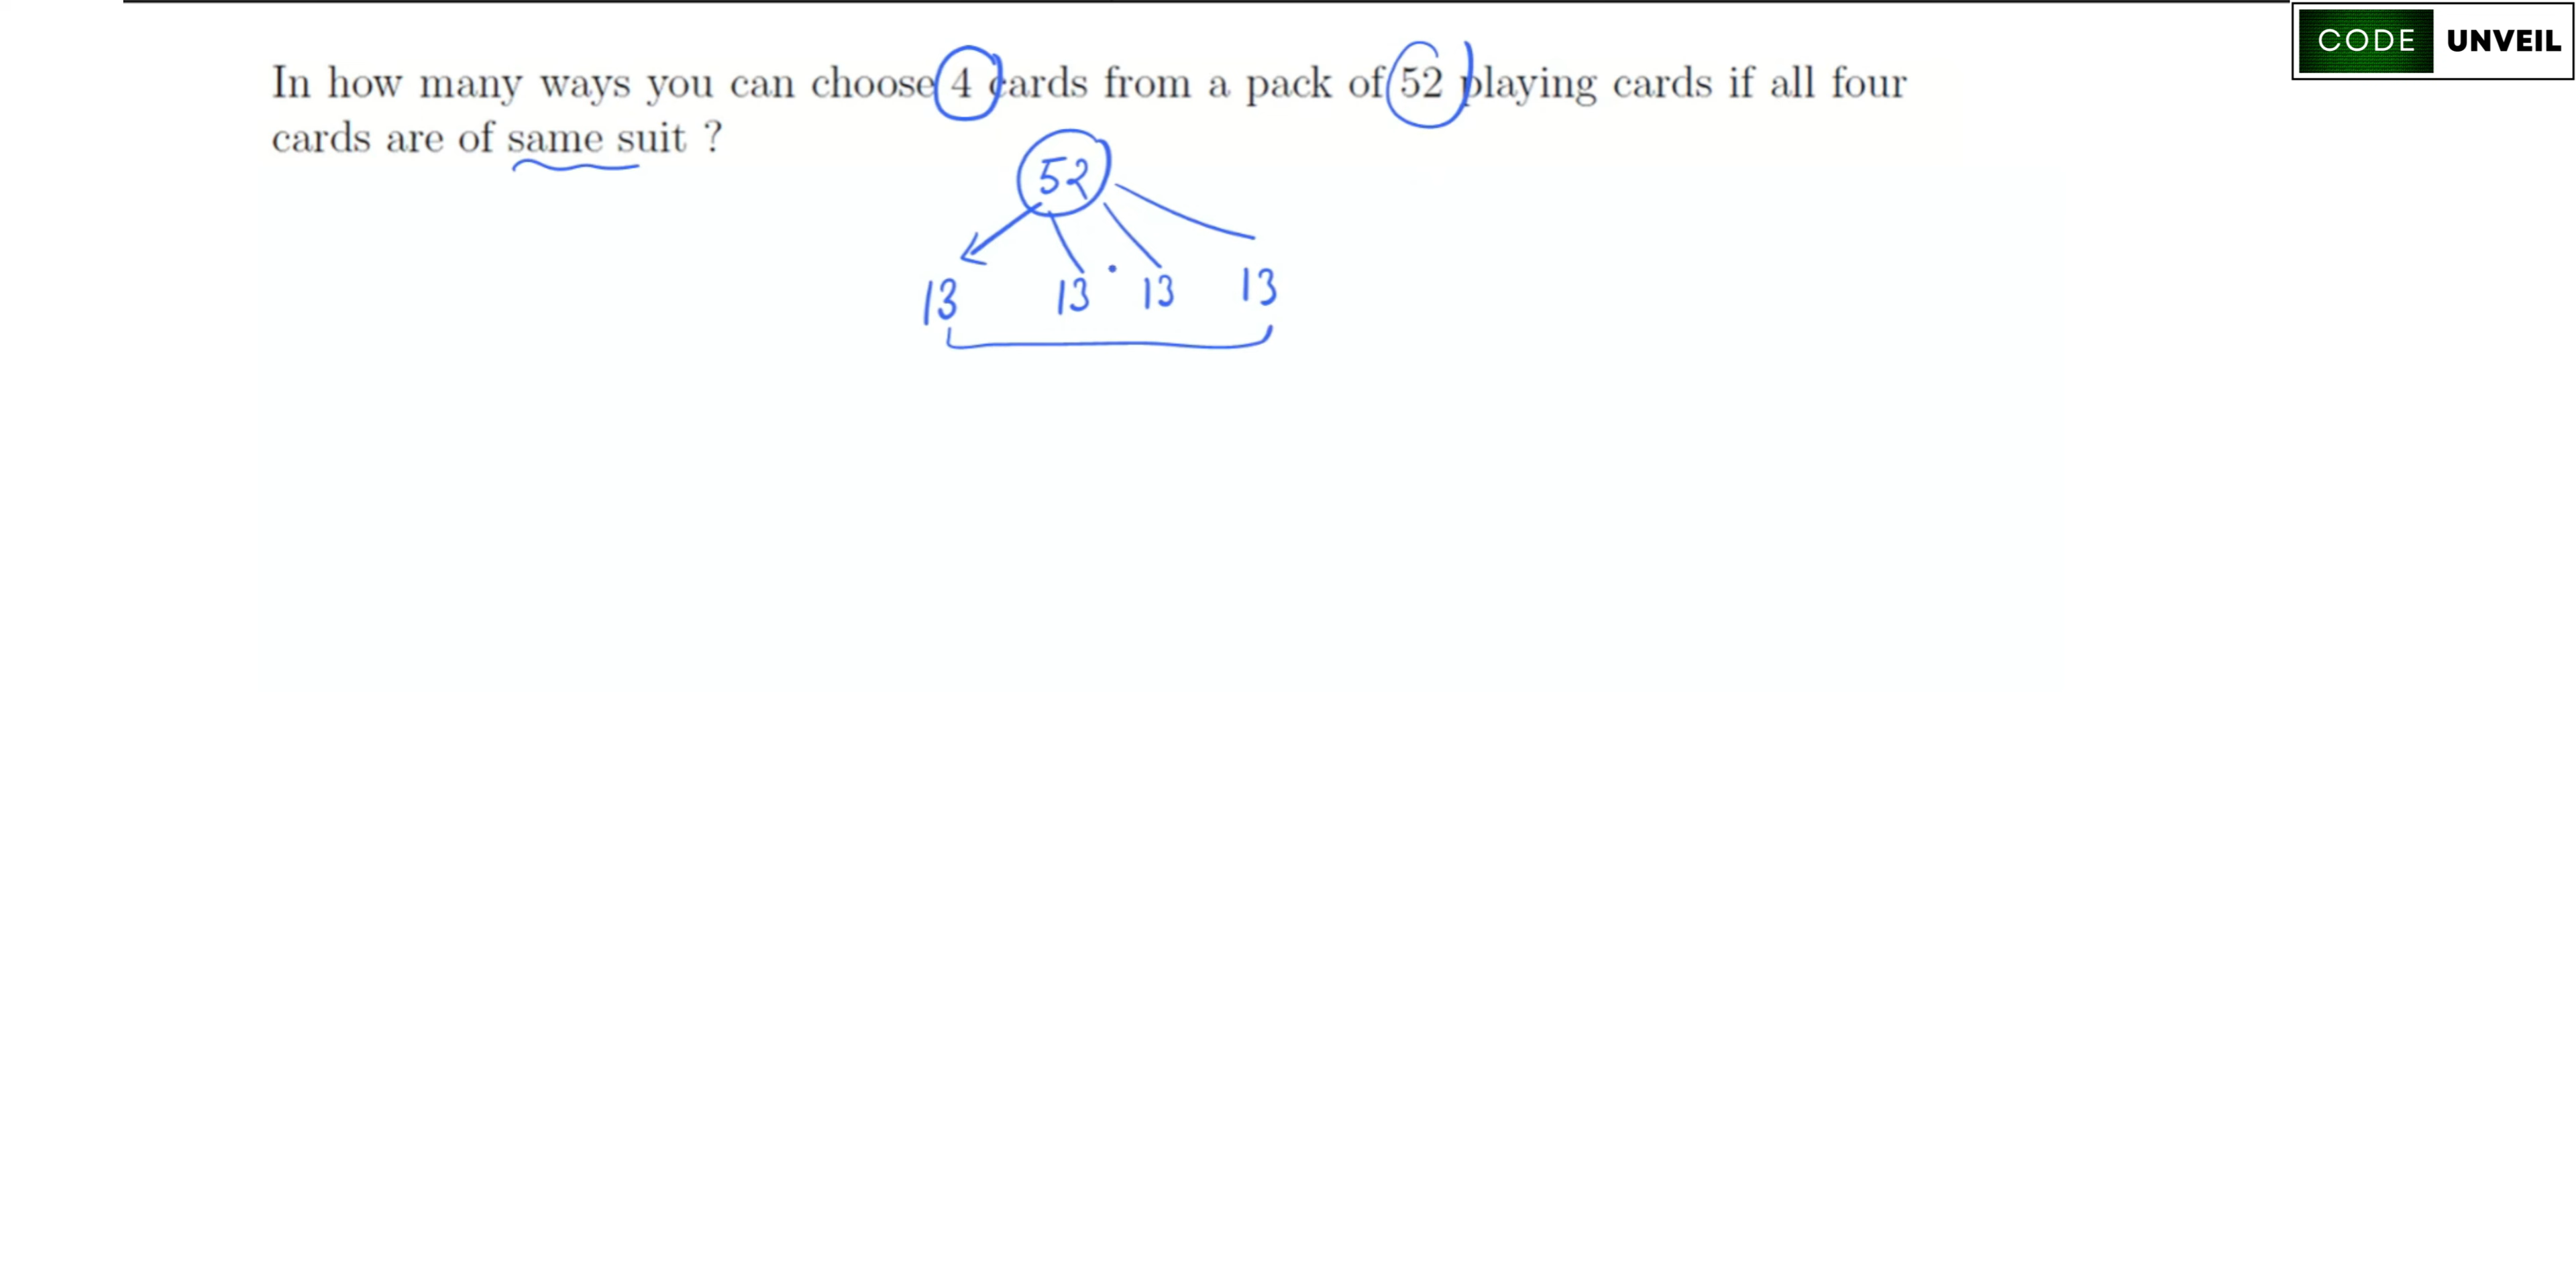 CODE UNVEIL
In how many ways you can choose 4 cards from a pack of 52 playing cards if all four
cards are of same suit ?
52
13 13 13 13